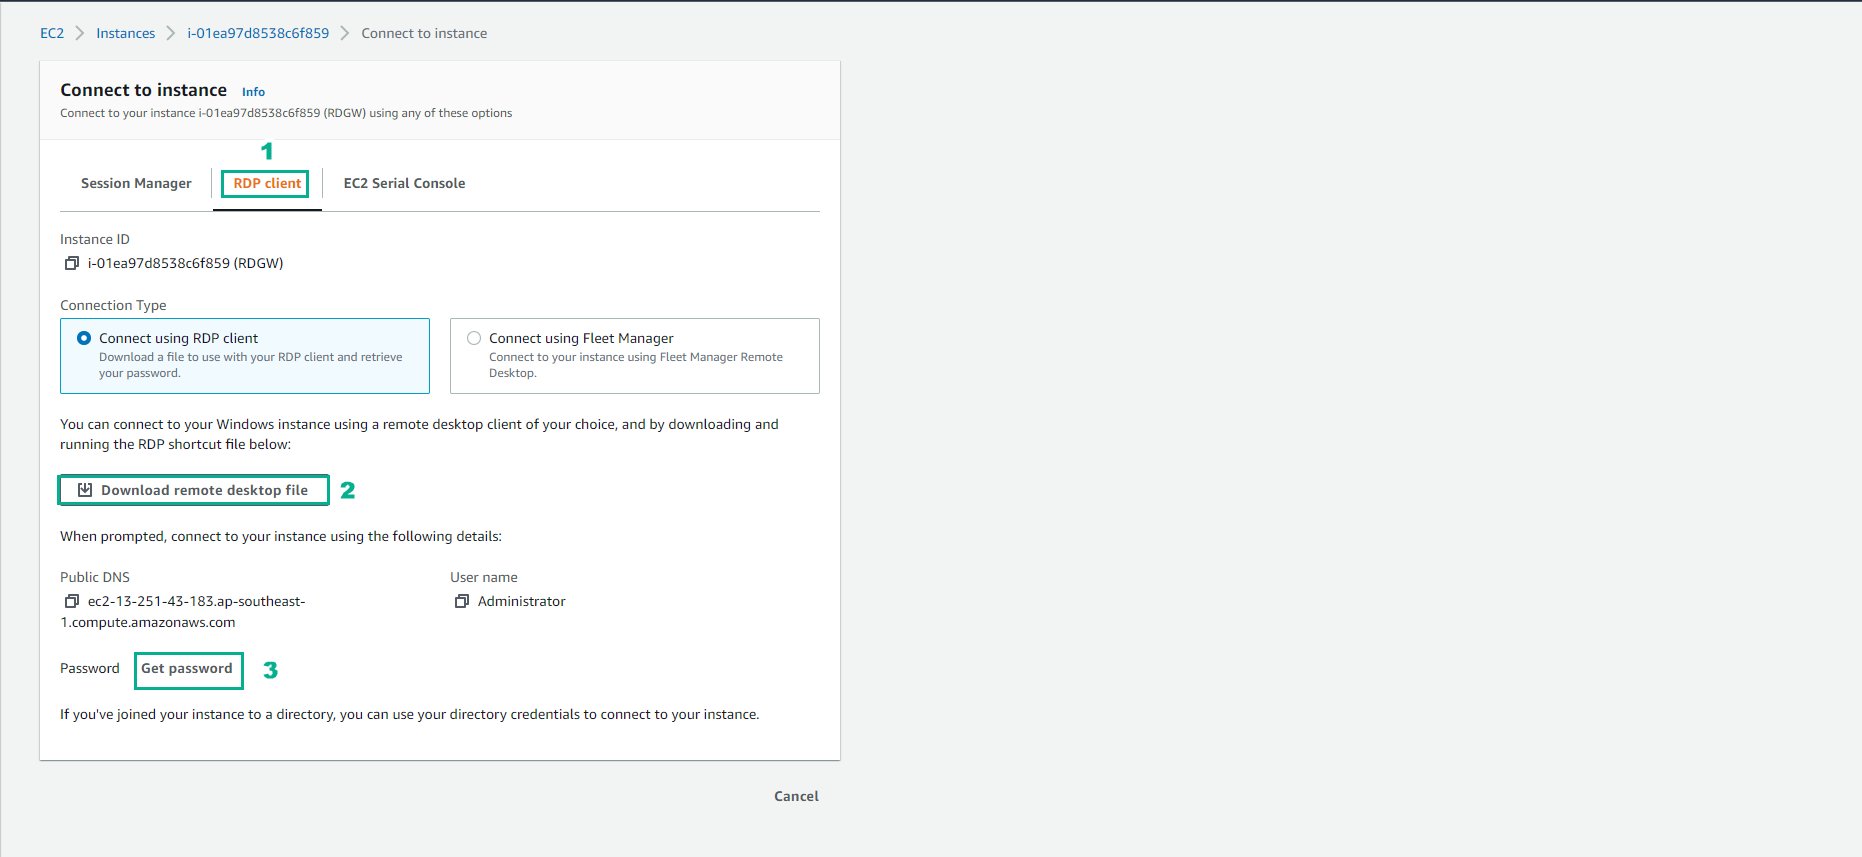 EC2 Instances i-01ea97d8538c6f859 Connect to instance
Connect to instance Info
Connect to your instance i-01ea97d8538c6f859 (RDGW) using any of these options
1
Session Manager RDP client EC2 Serial Console
Instance ID
i-01ea97d8538c6f859 (RDGW)
Connection Type
Connect using RDP client
Download a file to use with your RDP client and retrieve
your password.
Connect using Fleet Manager
Connect to your instance using Fleet Manager Remote
Desktop.
You can connect to your Windows instance using a remote desktop client of your choice, and by downloading and
running the RDP shortcut file below:
Download remote desktop file 2
When prompted, connect to your instance using the following details:
Public DNS
ec2-13-251-43-183.ap-southeast-
1.compute.amazonaws.com
User name
Administrator
Password Get password 3
If you've joined your instance to a directory, you can use your directory credentials to connect to your instance.
Cancel